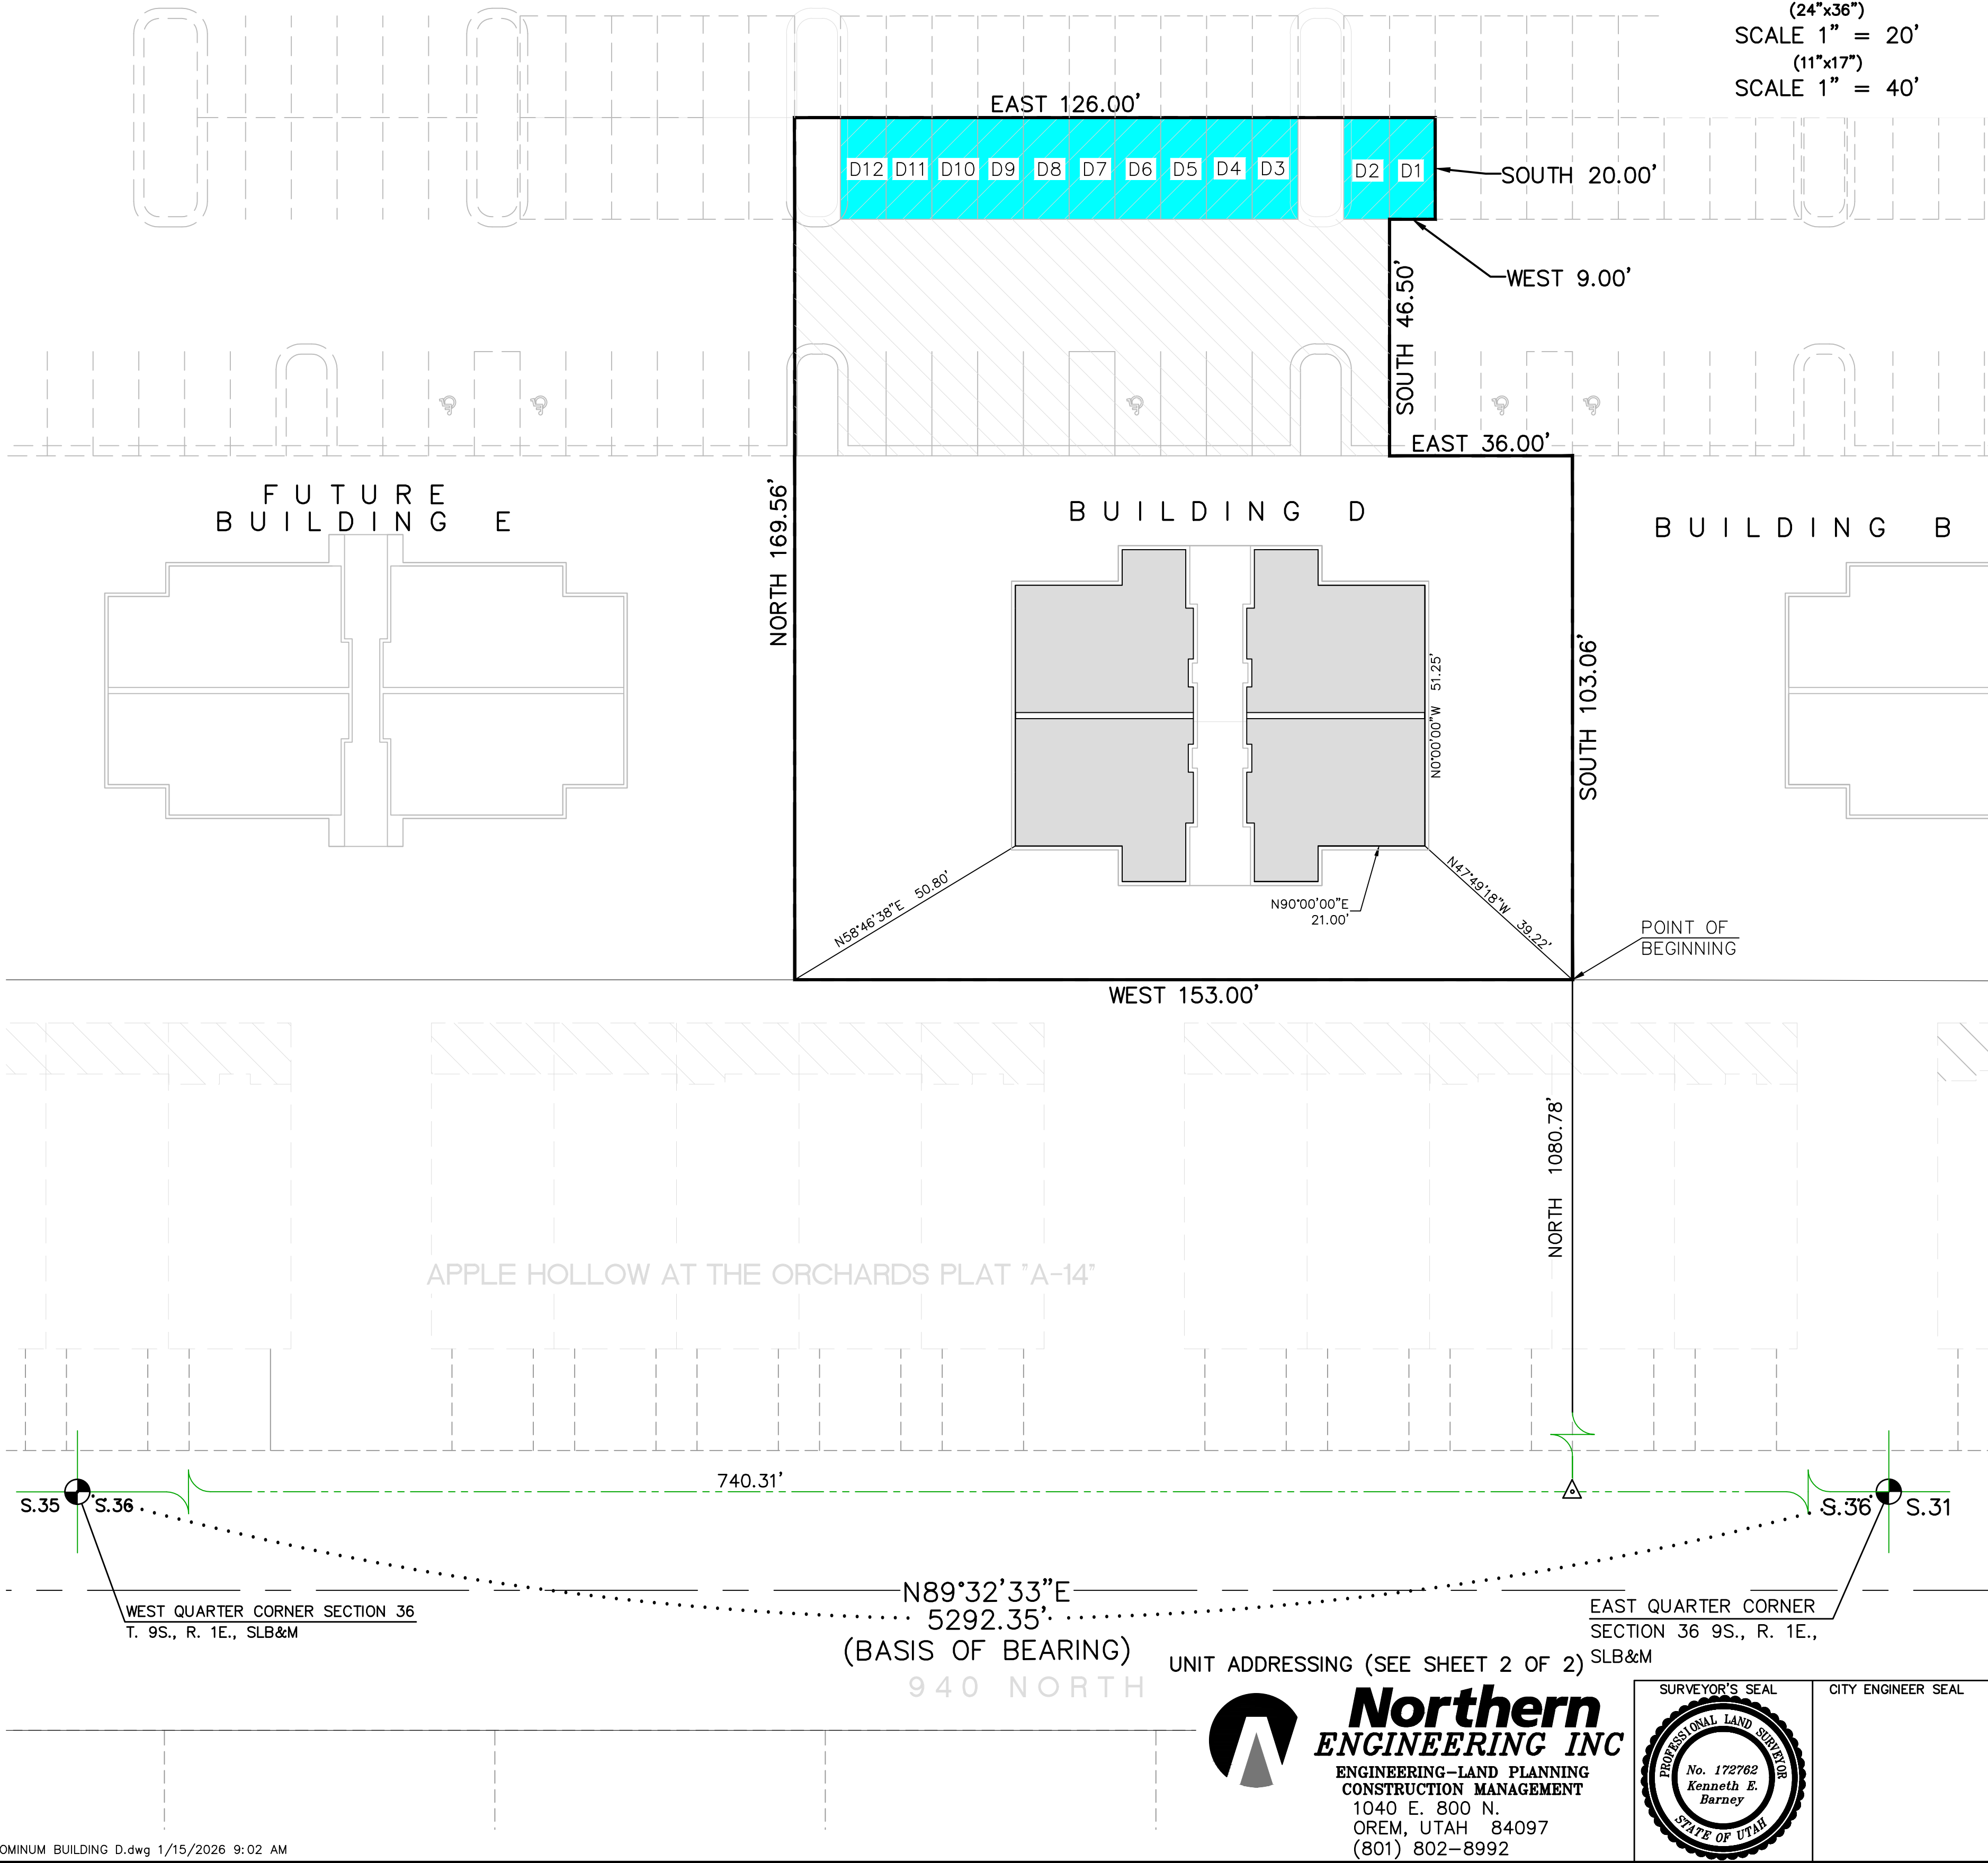 (24"x36")
SCALE 1" = 20'
(11"x17")
SCALE 1" = 40'
EAST 126.00'
D12 D11 D10 D9 D8 D7 D6 D5 D4 D3 D2 D1
SOUTH 20.00'
WEST 9.00'
SOUTH 46.50'
EAST 36.00'
FUTURE
BUILDING E
NORTH 169.56'
BUILDING D
BUILDING B
N0°00'00"W 51.25'
SOUTH 103.06'
N58°46'38"E 50.80'
N90°00'00"E
21.00'
N47°49'18"W 39.22'
POINT OF
BEGINNING
WEST 153.00'
NORTH 1080.78'
APPLE HOLLOW AT THE ORCHARDS PLAT "A-14"
740.31'
S.35 S.36
S.36 S.31
N89°32'33"E
5292.35'
(BASIS OF BEARING)
WEST QUARTER CORNER SECTION 36
T. 9S., R. 1E., SLB&M
EAST QUARTER CORNER
SECTION 36 9S., R. 1E.,
SLB&M
940 NORTH
UNIT ADDRESSING (SEE SHEET 2 OF 2)
Northern
ENGINEERING INC
ENGINEERING-LAND PLANNING
CONSTRUCTION MANAGEMENT
1040 E. 800 N.
OREM, UTAH 84097
(801) 802-8992
SURVEYOR'S SEAL
PROFESSIONAL LAND SURVEYOR
No. 172762
Kenneth E.
Barney
STATE OF UTAH
CITY ENGINEER SEAL
OMINUM BUILDING D.dwg 1/15/2026 9:02 AM